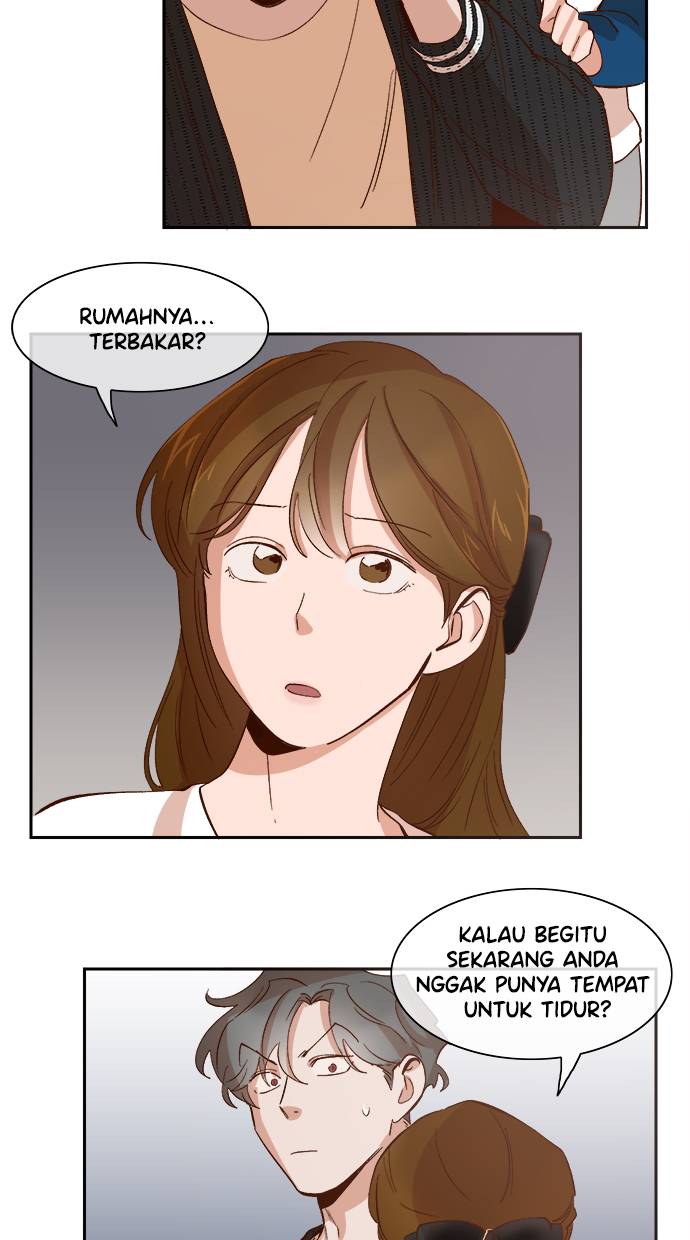 RUMAHNYA...
TERBAKAR?
KALAU BEGITU
SEKARANG ANDA
NGGAK PUNYA TEMPAT
UNTUK TIDUR?